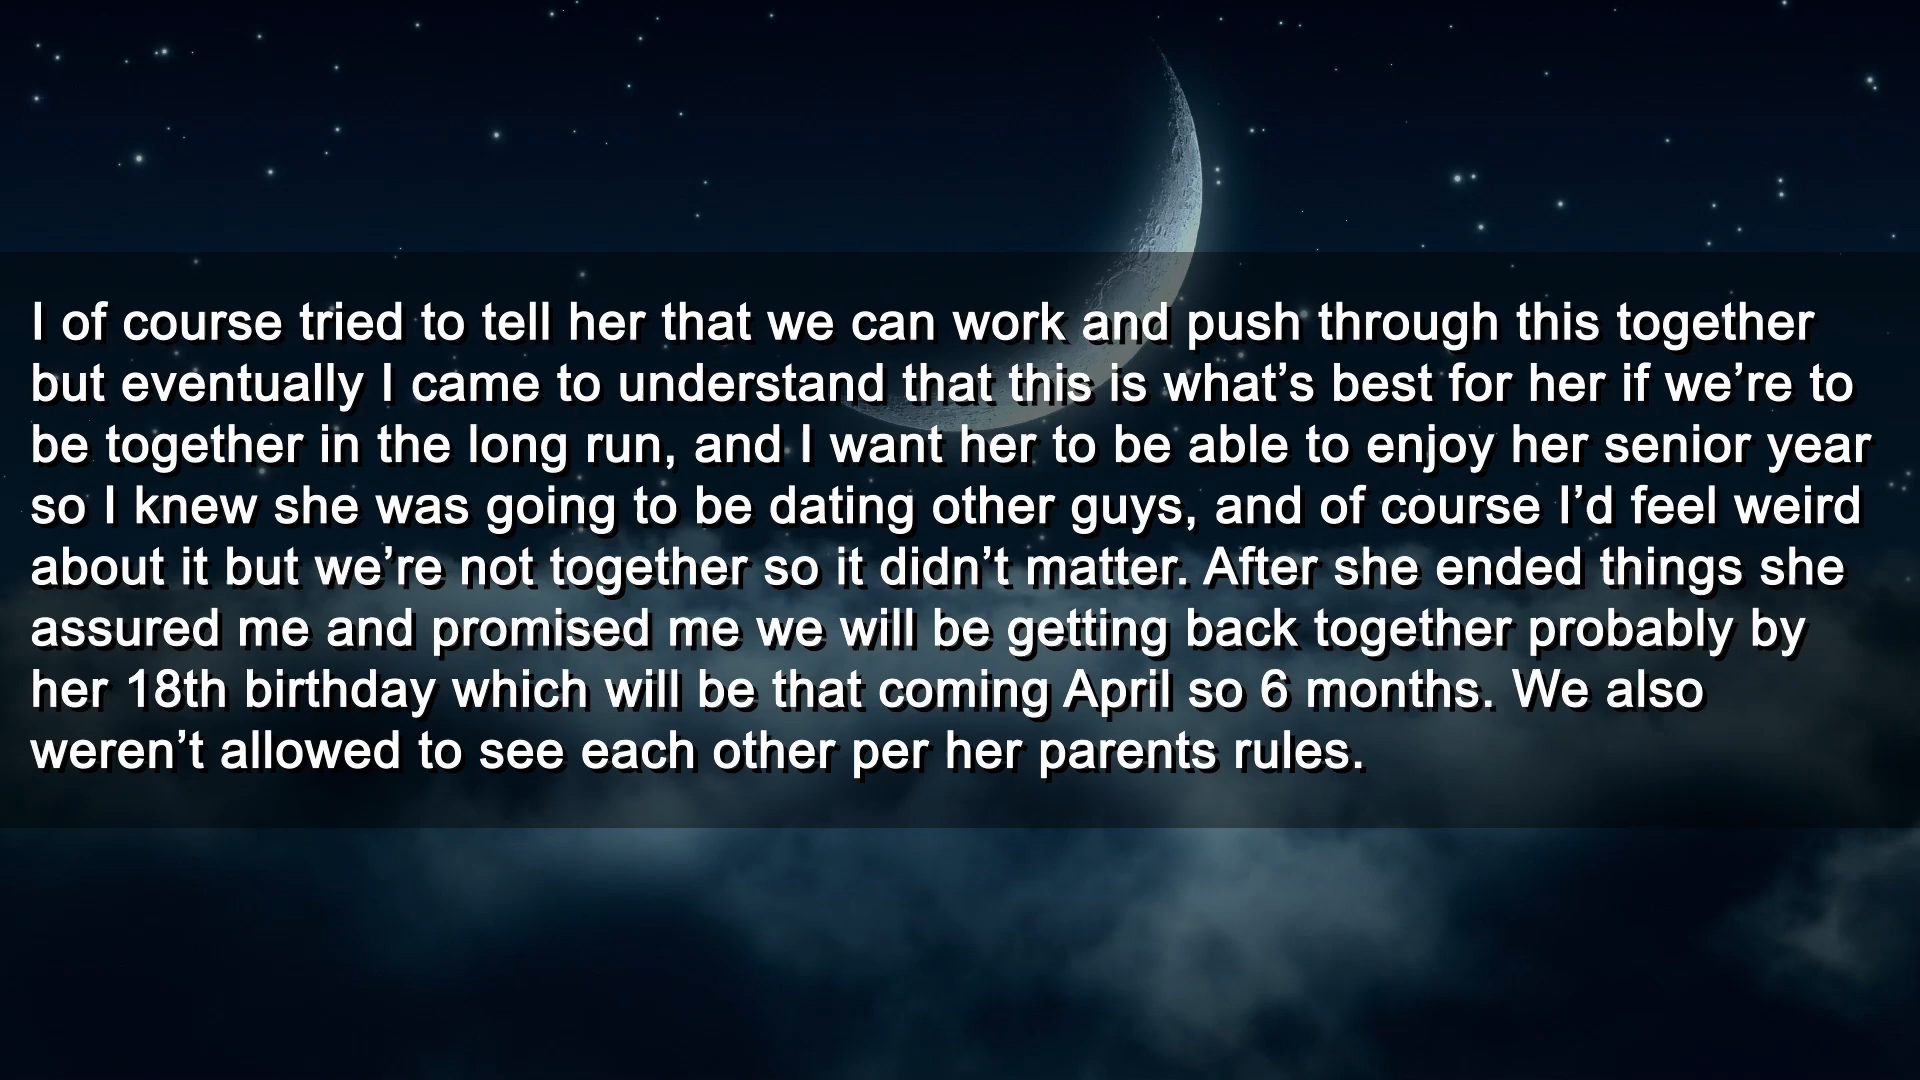 I of course tried to tell her that we can work and push through this together
but eventually I came to understand that this is what’s best for her if we’re to
be together in the long run, and I want her to be able to enjoy her senior year
so I knew she was going to be dating other guys, and of course I’d feel weird
about it but we’re not together so it didn’t matter. After she ended things she
assured me and promised me we will be getting back together probably by
her 18th birthday which will be that coming April so 6 months. We also
weren’t allowed to see each other per her parents rules.